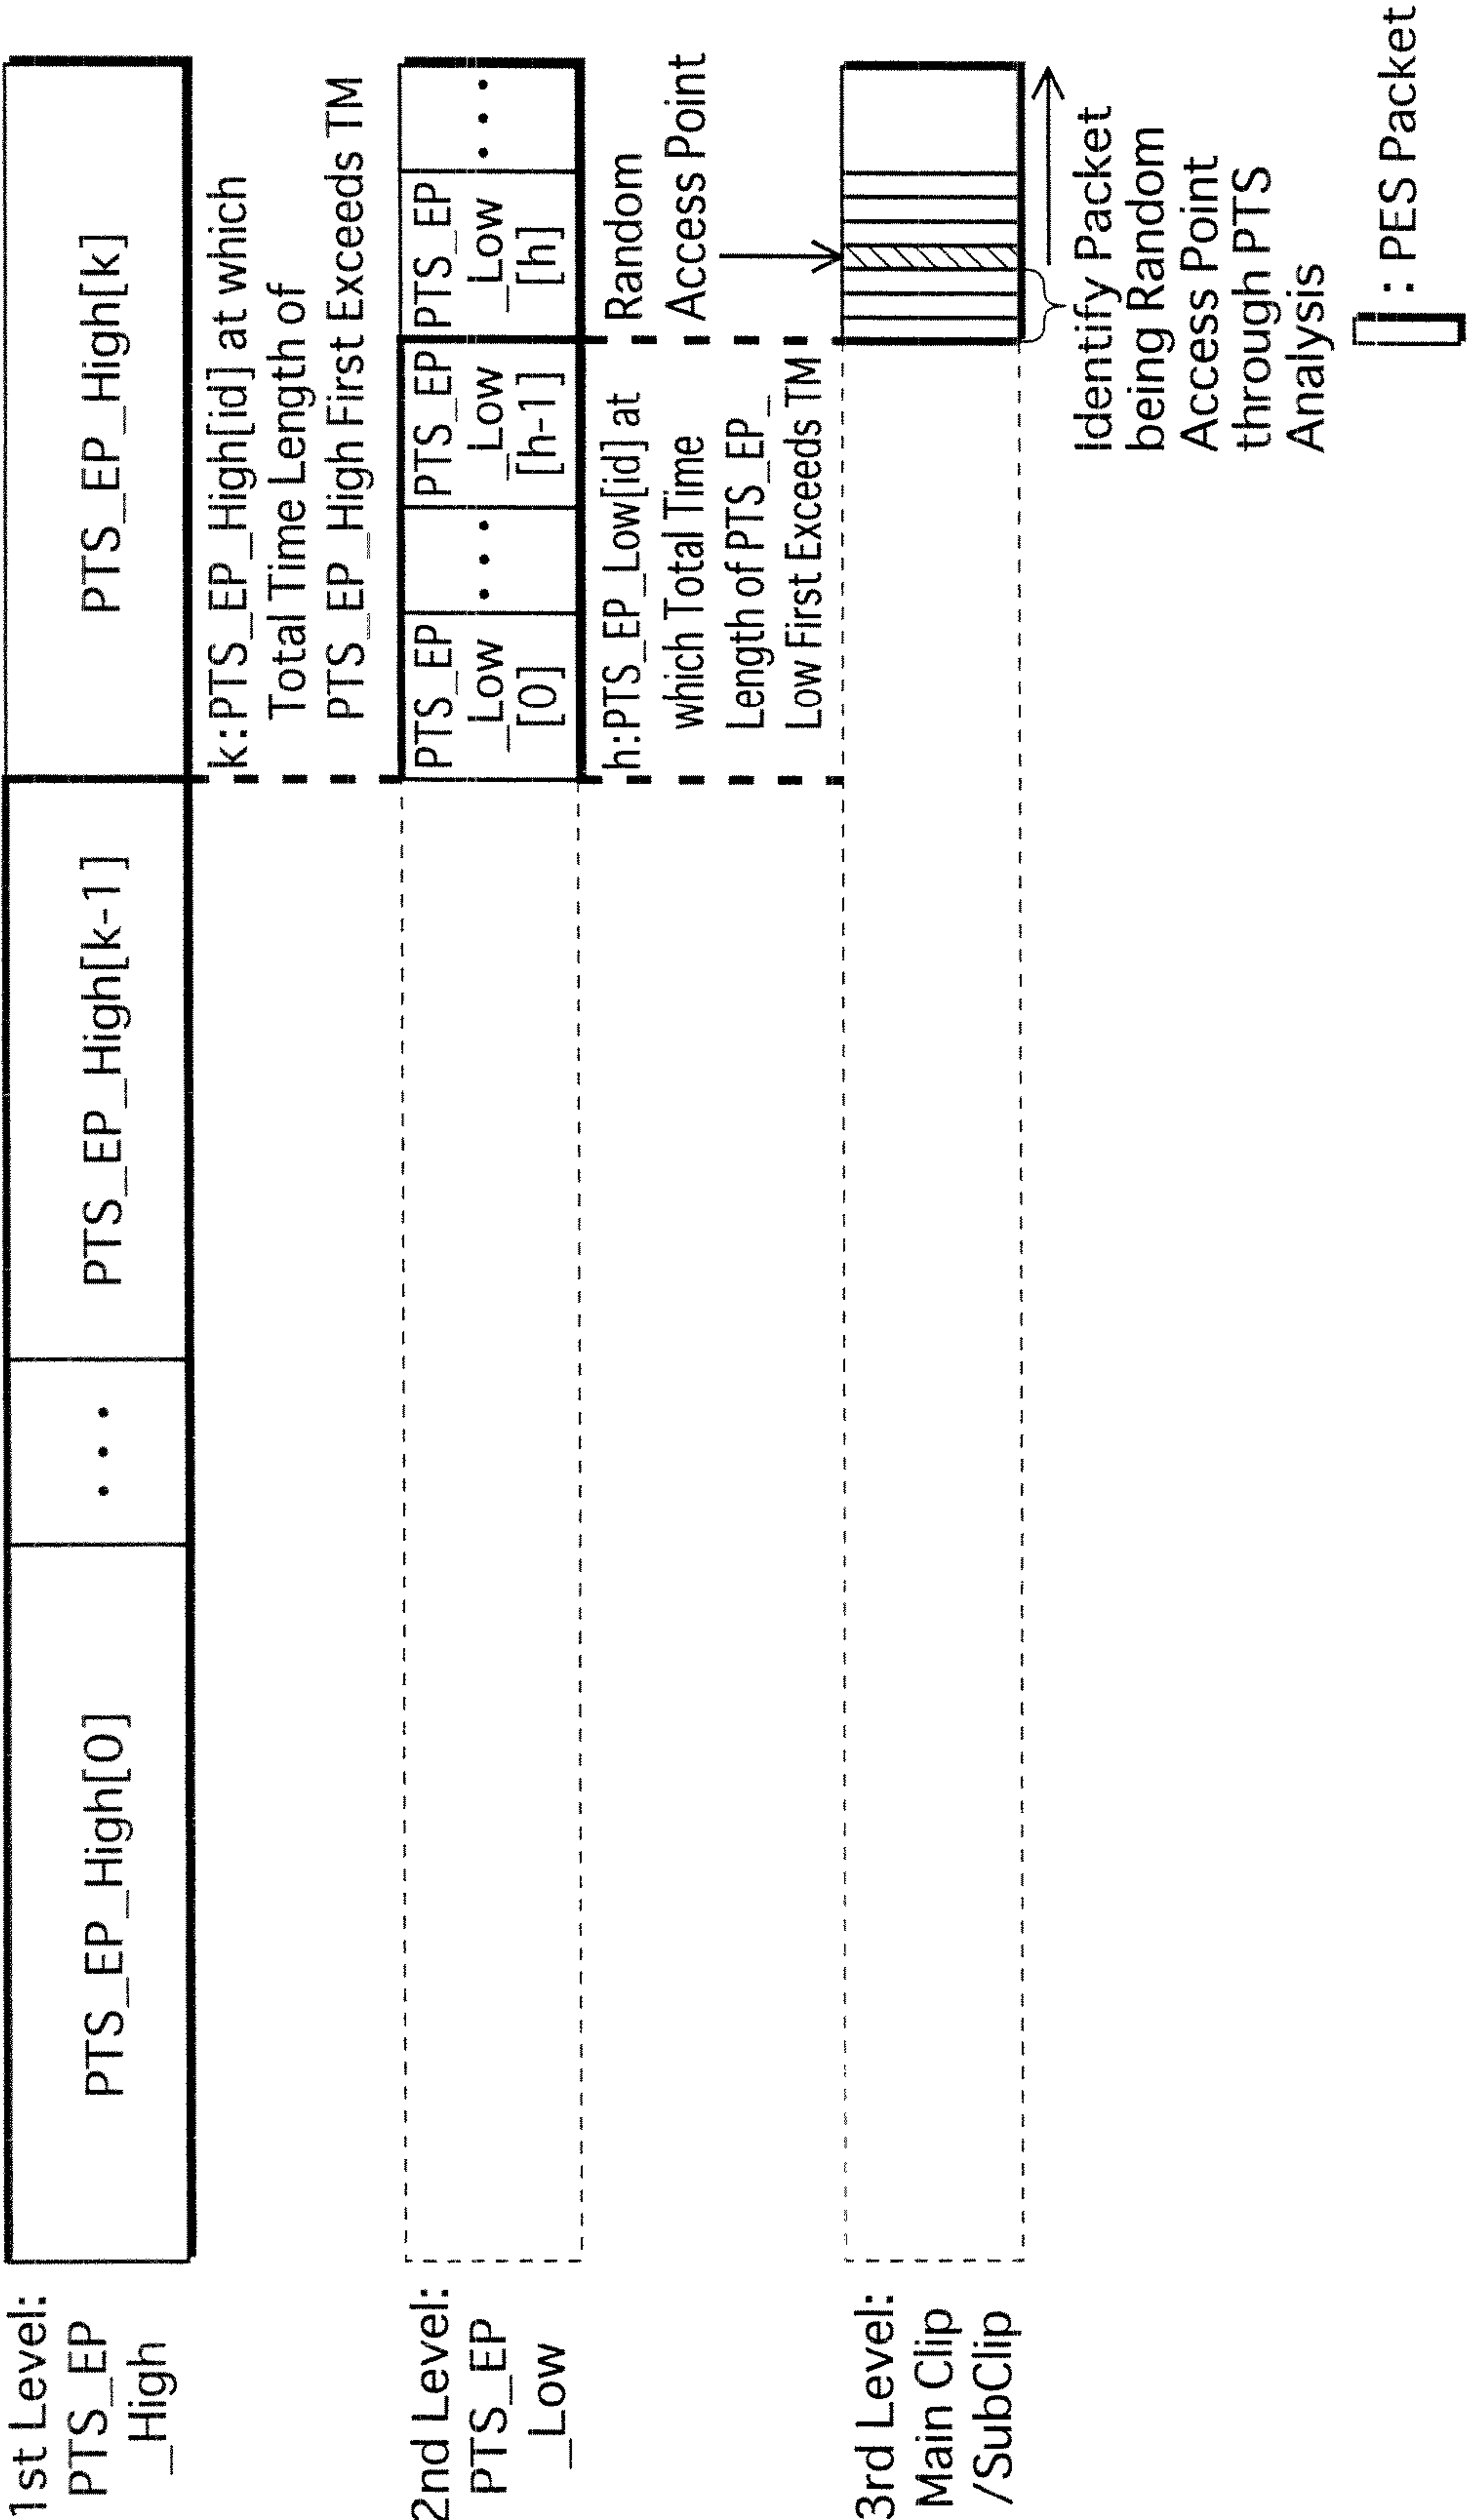 1st Level:
PTS_EP
_High
PTS_EP_High[0]
• • •
PTS_EP_High[k-1]
PTS_EP_High[k]
k:PTS_EP_High[id] at which
Total Time Length of
PTS_EP_High First Exceeds TM
2nd Level:
PTS_EP
_Low
PTS_EP
_Low
[0]
• • •
PTS_EP
_Low
[h-1]
PTS_EP
_Low
[h]
• • •
h:PTS_EP_Low[id] at
which Total Time
Length of PTS_EP_
Low First Exceeds TM
Random
Access Point
3rd Level:
Main Clip
/SubClip
Identify Packet
being Random
Access Point
through PTS
Analysis
: PES Packet